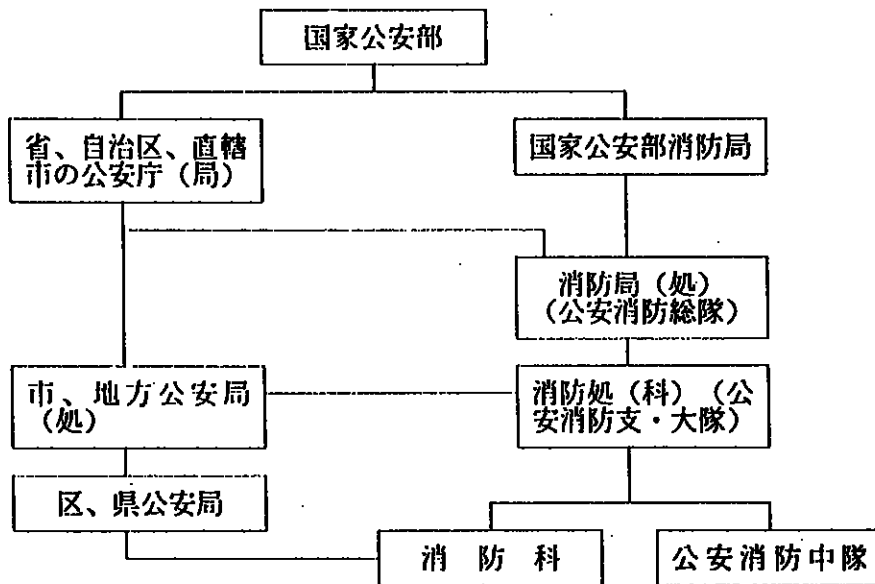 国家公安部
省、自治区、直轄
市の公安庁（局）
国家公安部消防局
消防局（処）
（公安消防総隊）
市、地方公安局
（処）
消防処（科）（公
安消防支・大隊）
区、県公安局
消防科
公安消防中隊